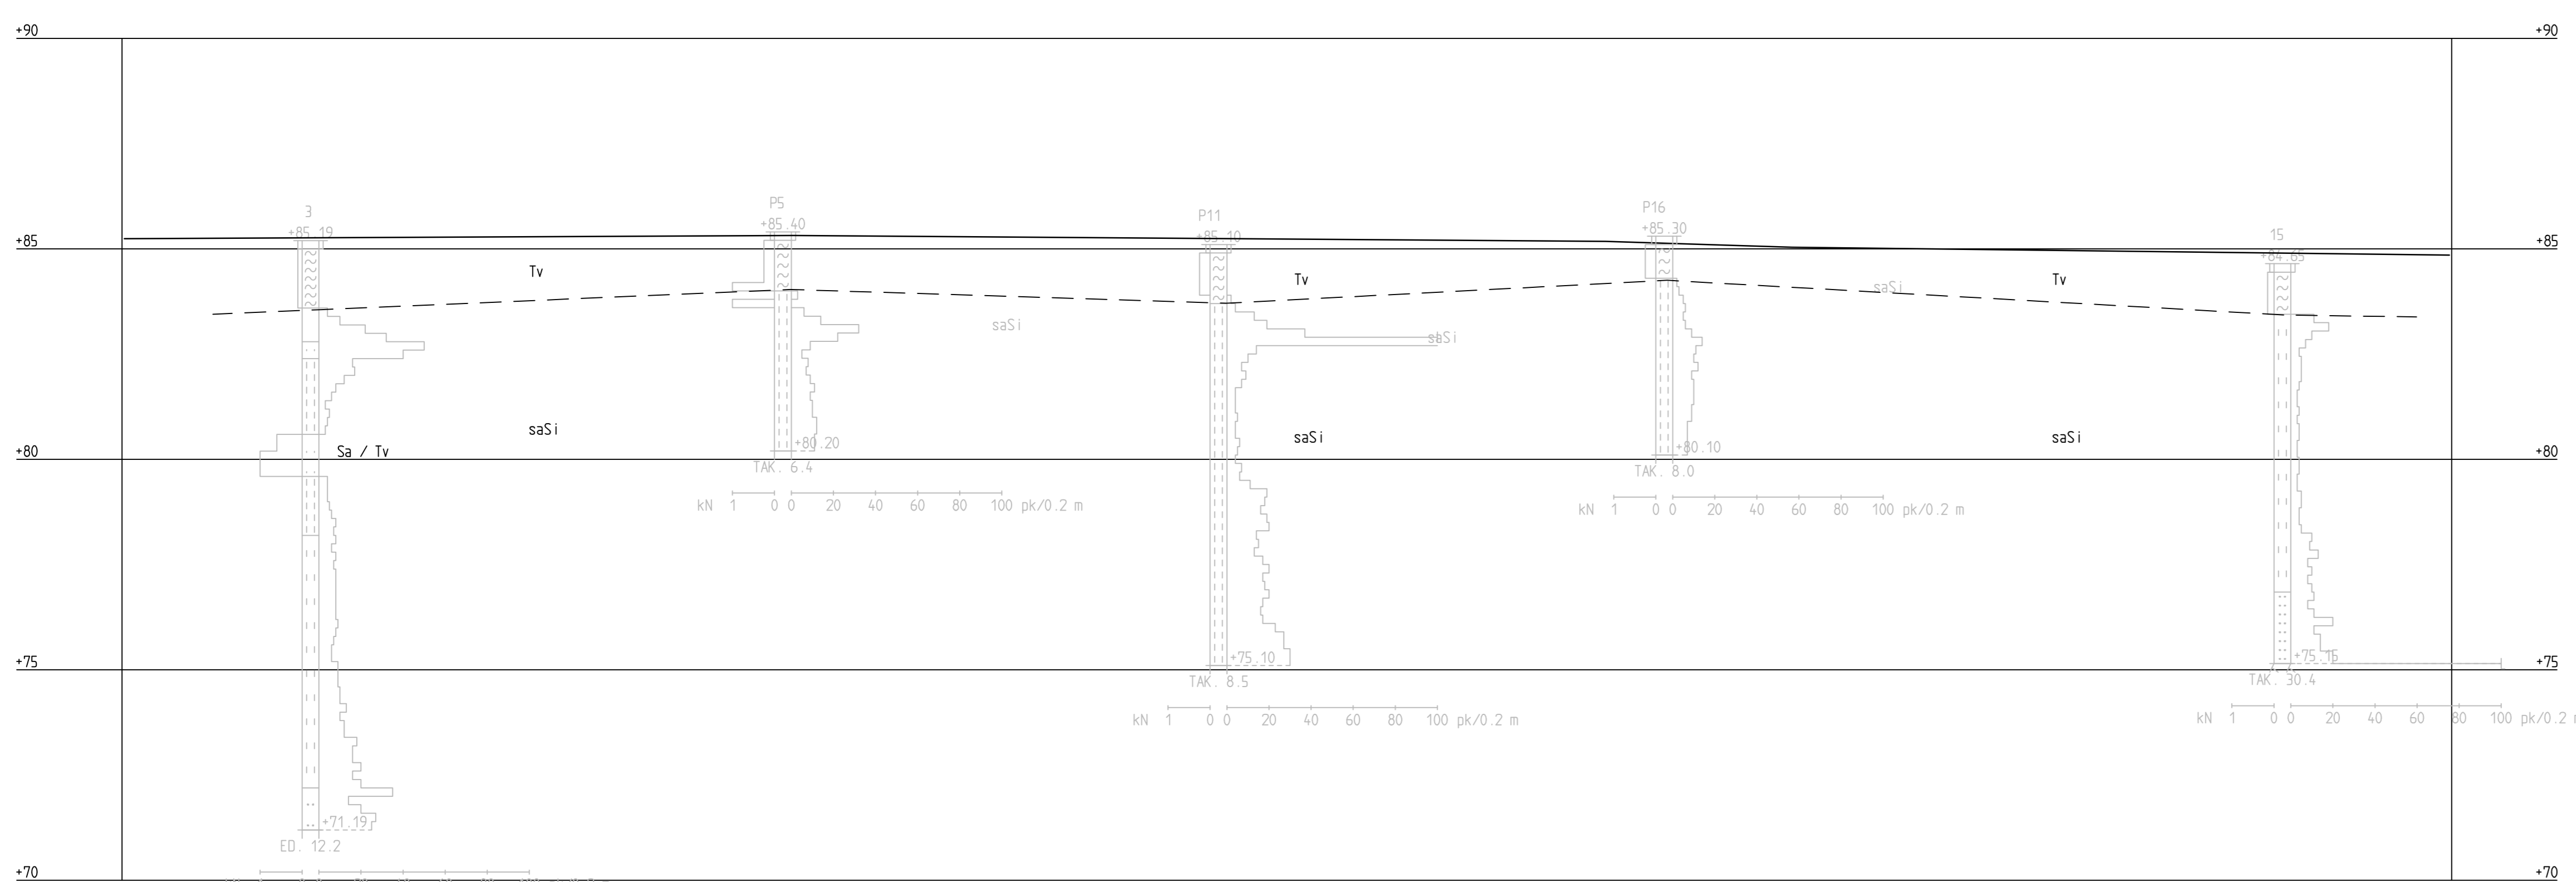 +90 +90
P5
3 P16
+85.40
P11 +85.30
+85.19 15
+85 +85.10 +85
+84.65
Tv Tv saSi Tv
saSi saSi
saSi saSi saSi
+80.20 +80.10
+80 Sa / Tv +80
TAK. 6.4 TAK. 8.0
kN 1 0 0 20 40 60 80 100 pk/0.2 m
kN 1 0 0 20 40 60 80 100 pk/0.2 m
+75 +75.10 +75.15 +75
TAK. 8.5 TAK. 30.4
kN 1 0 0 20 40 60 80 100 pk/0.2 m
kN 1 0 0 20 40 60 80 100 pk/0.2 m
+71.19
ED. 12.2
+70 +70